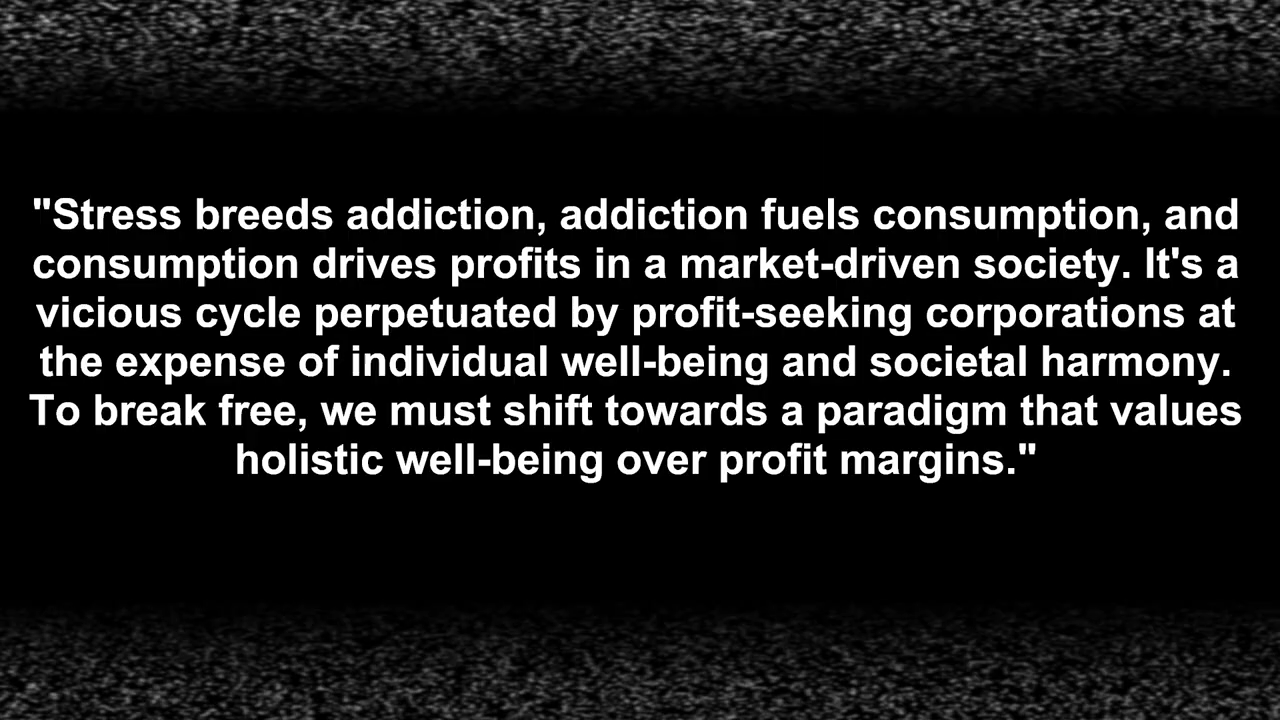 "Stress breeds addiction, addiction fuels consumption, and
consumption drives profits in a market-driven society. It's a
vicious cycle perpetuated by profit-seeking corporations at
the expense of individual well-being and societal harmony.
To break free, we must shift towards a paradigm that values
holistic well-being over profit margins."